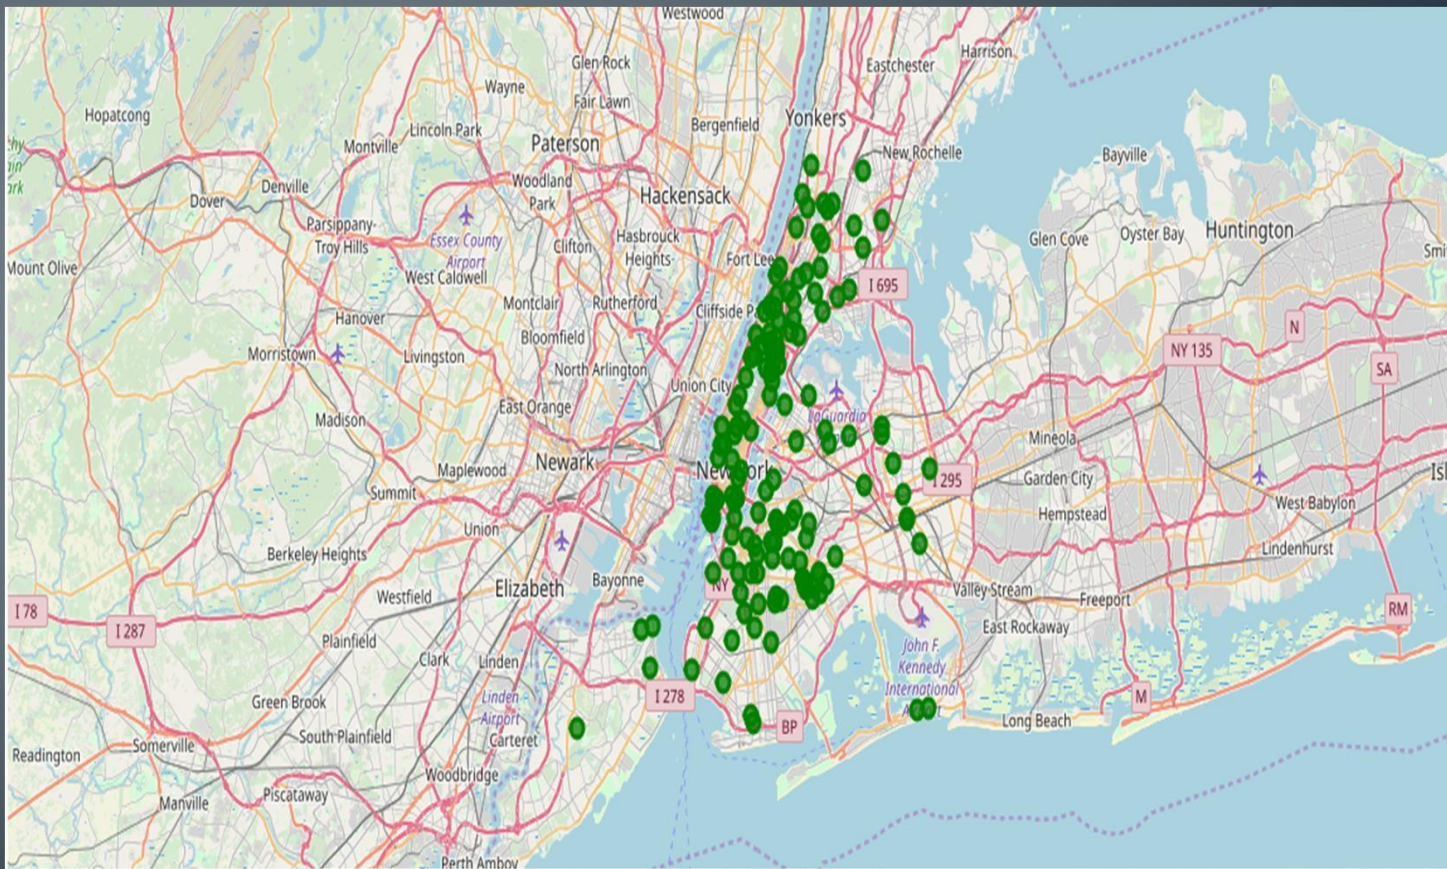 Westwood
Harrison
Glen Rock
Eastchester
Wayne
Fair Lawn
Hopatcong
Lincoln Park
Bergenfield
Yonkers
Montville
Paterson
New Rochelle
Bayville
Denville
Woodland
Park
Hackensack
Dover
Parsippany-
Troy Hills
Essex County
Airport
Clifton
Hasbrouck
Heights
Glen Cove
Oyster Bay
Huntington
Mount Olive
West Caldwell
Fort Lee
I 695
Montclair
Rutherford
Hanover
Cliffside
Bloomfield
N
Morristown
Livingston
NY 135
North Arlington
Union City
SA
East Orange
Madison
LaGuardia
Mineola
Maplewood
Newark
New York
I 295
Garden City
Summit
West Babylon
Union
Hempstead
Berkeley Heights
Lindenhurst
Elizabeth
Bayonne
NY
Valley Stream
Freeport
Westfield
I 78
I 287
RM
East Rockaway
Plainfield
Clark
Linden
John F.
Kennedy
International
Green Brook
Linden
Airport
I 278
M
Long Beach
BP
South Plainfield
Carteret
Somerville
Readington
Woodbridge
Piscataway
Manville
Perth Amboy